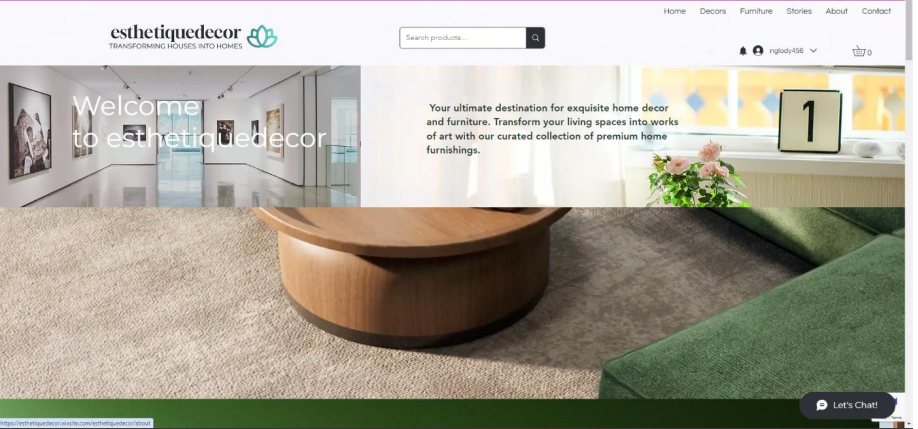 Home Decors Furniture Stories About Contact
esthetiquedecor
TRANSFORMING HOUSES INTO HOMES
Search products...
nglody456
0
Welcome
to esthetiquedecor
Your ultimate destination for exquisite home decor
and furniture. Transform your living spaces into works
of art with our curated collection of premium home
furnishings.
1
Let's Chat!
https://esthetiquedecor.wixsite.com/esthetiquedecor/about